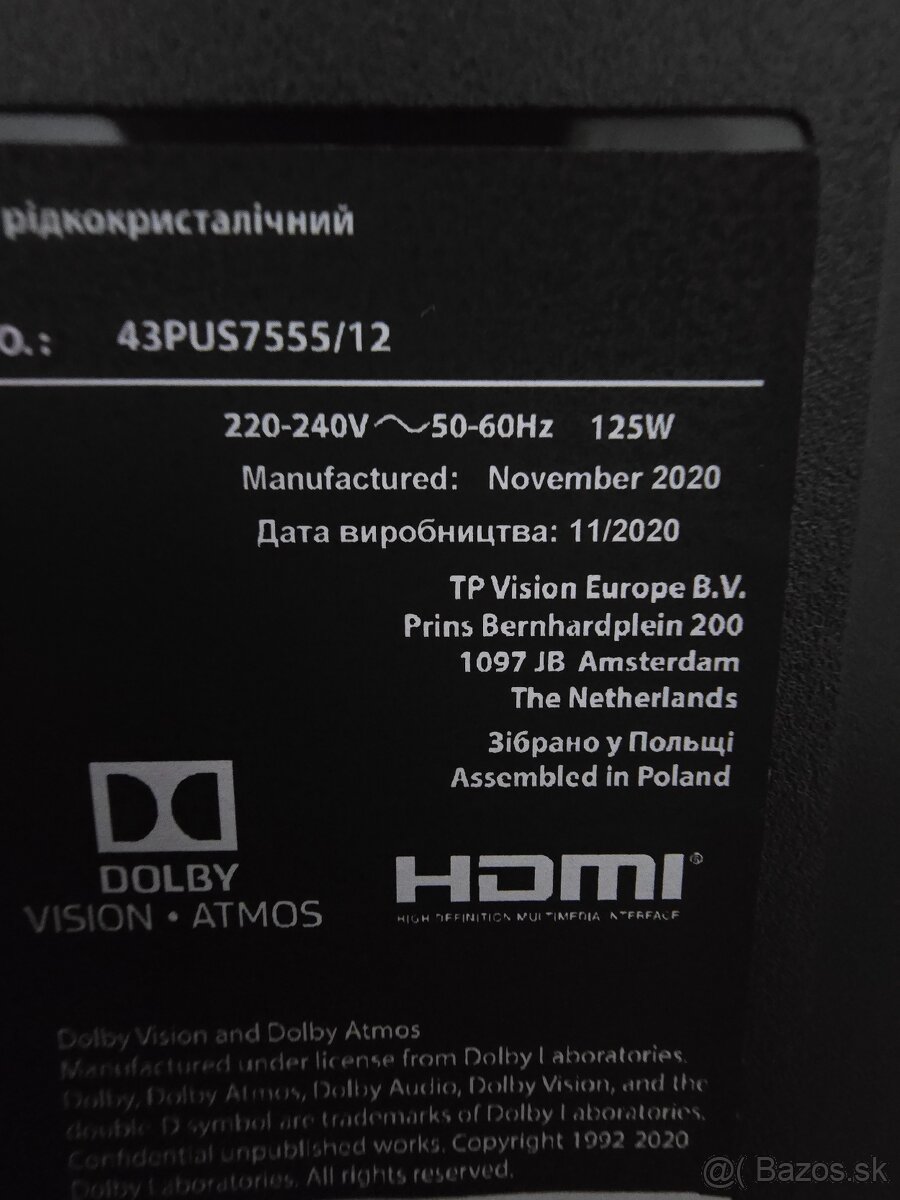 рідкокристалічний
О.: 43PUS7555/12
220-240V～50-60Hz 125W
Manufactured: November 2020
Дата виробництва: 11/2020
TP Vision Europe B.V.
Prins Bernhardplein 200
1097 JB Amsterdam
The Netherlands
Зібрано у Польщі
Assembled in Poland
DOLBY
VISION • ATMOS
HDMI®
HIGH DEFINITION MULTIMEDIA INTERFACE
Dolby Vision and Dolby Atmos
Manufactured under license from Dolby Laboratories.
Dolby, Dolby Atmos, Dolby Audio, Dolby Vision, and the
double D symbol are trademarks of Dolby Laboratories.
Confidential unpublished works. Copyright 1992 2020
Dolby Laboratories. All rights reserved.
@( Bazos.sk